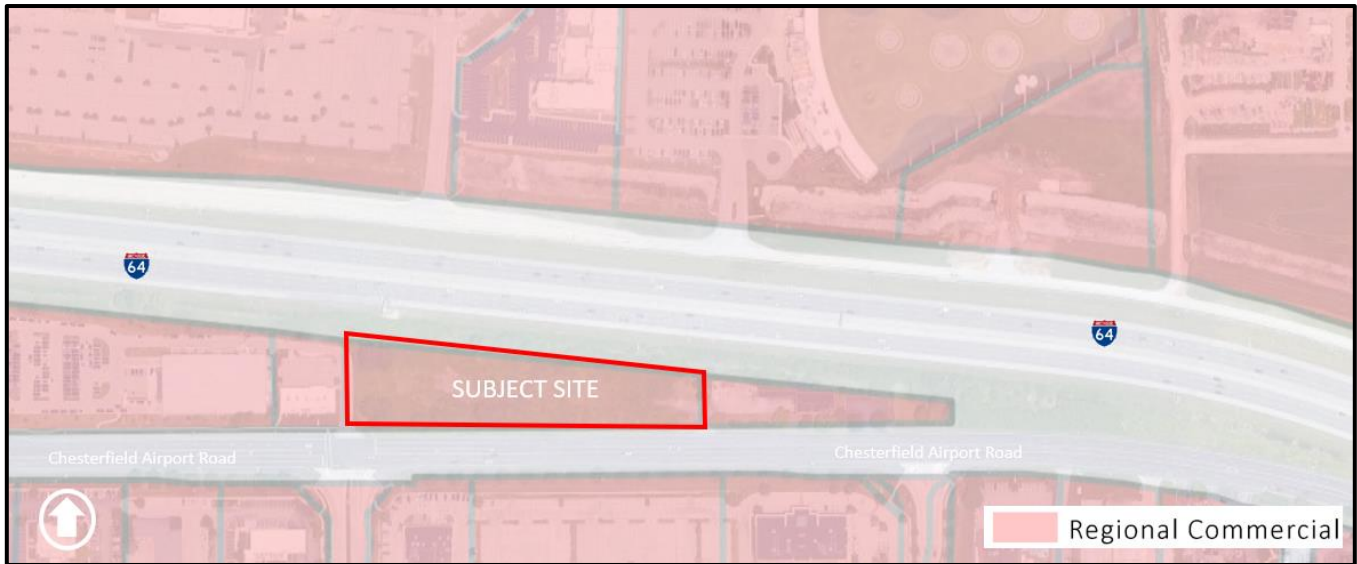 64
64
SUBJECT SITE
Chesterfield Airport Road
Chesterfield Airport Road
Regional Commercial